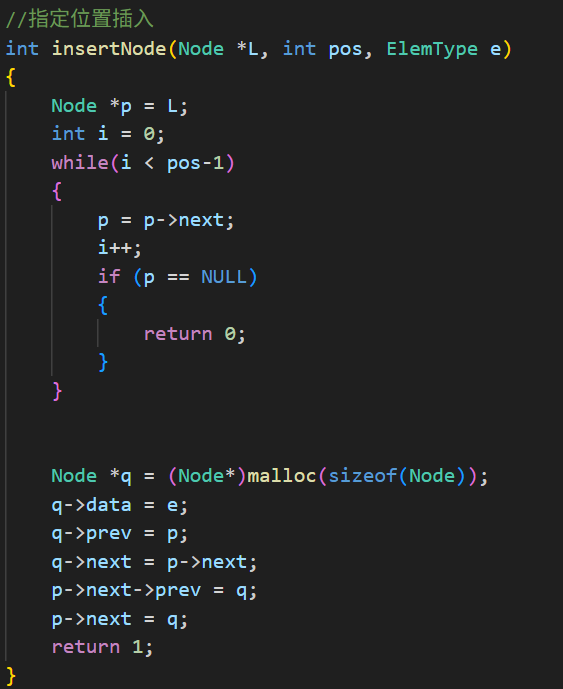 //指定位置插入
int insertNode(Node *L, int pos, ElemType e)
{
    Node *p = L;
    int i = 0;
    while(i < pos-1)
    {
        p = p->next;
        i++;
        if (p == NULL)
        {
            return 0;
        }
    }
    Node *q = (Node*)malloc(sizeof(Node));
    q->data = e;
    q->prev = p;
    q->next = p->next;
    p->next->prev = q;
    p->next = q;
    return 1;
}